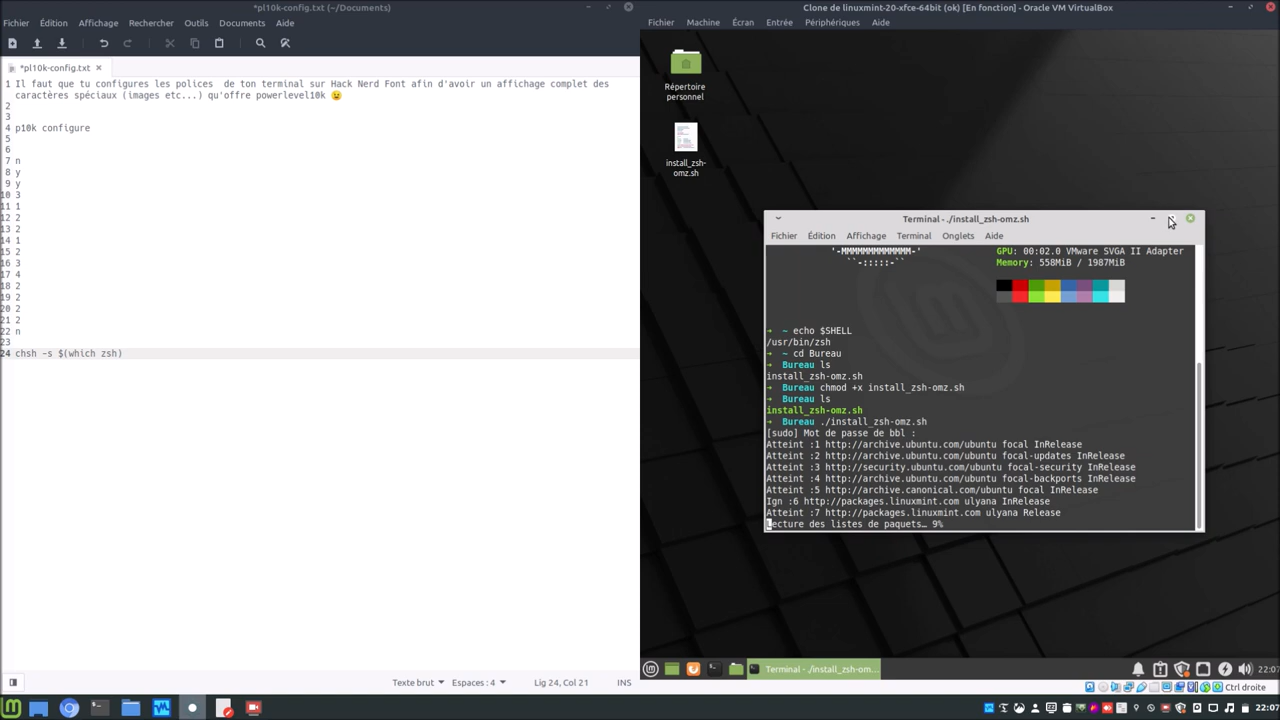 *pl10k-config.txt (~/Documents)
Fichier Édition Affichage Rechercher Outils Documents Aide
*pl10k-config.txt
1 Il faut que tu configures les polices  de ton terminal sur Hack Nerd Font afin d'avoir un affichage complet des
caractères spéciaux (images etc...) qu'offre powerlevel10k 😉
2
3
4 p10k configure
5
6
7 n
8 y
9 y
10 3
11 1
12 2
13 2
14 1
15 2
16 3
17 4
18 2
19 2
20 2
21 2
22 n
23
24 chsh -s $(which zsh)
Texte brut Espaces : 4 Lig 24, Col 21 INS
Clone de linuxmint-20-xfce-64bit (ok) [En fonction] - Oracle VM VirtualBox
Fichier Machine Écran Entrée Périphériques Aide
Répertoire
personnel
install_zsh-
omz.sh
Terminal - ./install_zsh-omz.sh
Fichier Édition Affichage Terminal Onglets Aide
'-MMMMMMMMMMMMM-' GPU: 00:02.0 VMware SVGA II Adapter
``-:::::-`` Memory: 558MiB / 1987MiB
➜ ~ echo $SHELL
/usr/bin/zsh
➜ ~ cd Bureau
➜ Bureau ls
install_zsh-omz.sh
➜ Bureau chmod +x install_zsh-omz.sh
➜ Bureau ls
install_zsh-omz.sh
➜ Bureau ./install_zsh-omz.sh
[sudo] Mot de passe de bbl :
Atteint :1 http://archive.ubuntu.com/ubuntu focal InRelease
Atteint :2 http://archive.ubuntu.com/ubuntu focal-updates InRelease
Atteint :3 http://security.ubuntu.com/ubuntu focal-security InRelease
Atteint :4 http://archive.ubuntu.com/ubuntu focal-backports InRelease
Atteint :5 http://archive.canonical.com/ubuntu focal InRelease
Ign :6 http://packages.linuxmint.com ulyana InRelease
Atteint :7 http://packages.linuxmint.com ulyana Release
Lecture des listes de paquets… 9%
Terminal - ./install_zsh-om...
22:07
Ctrl droite
22:07